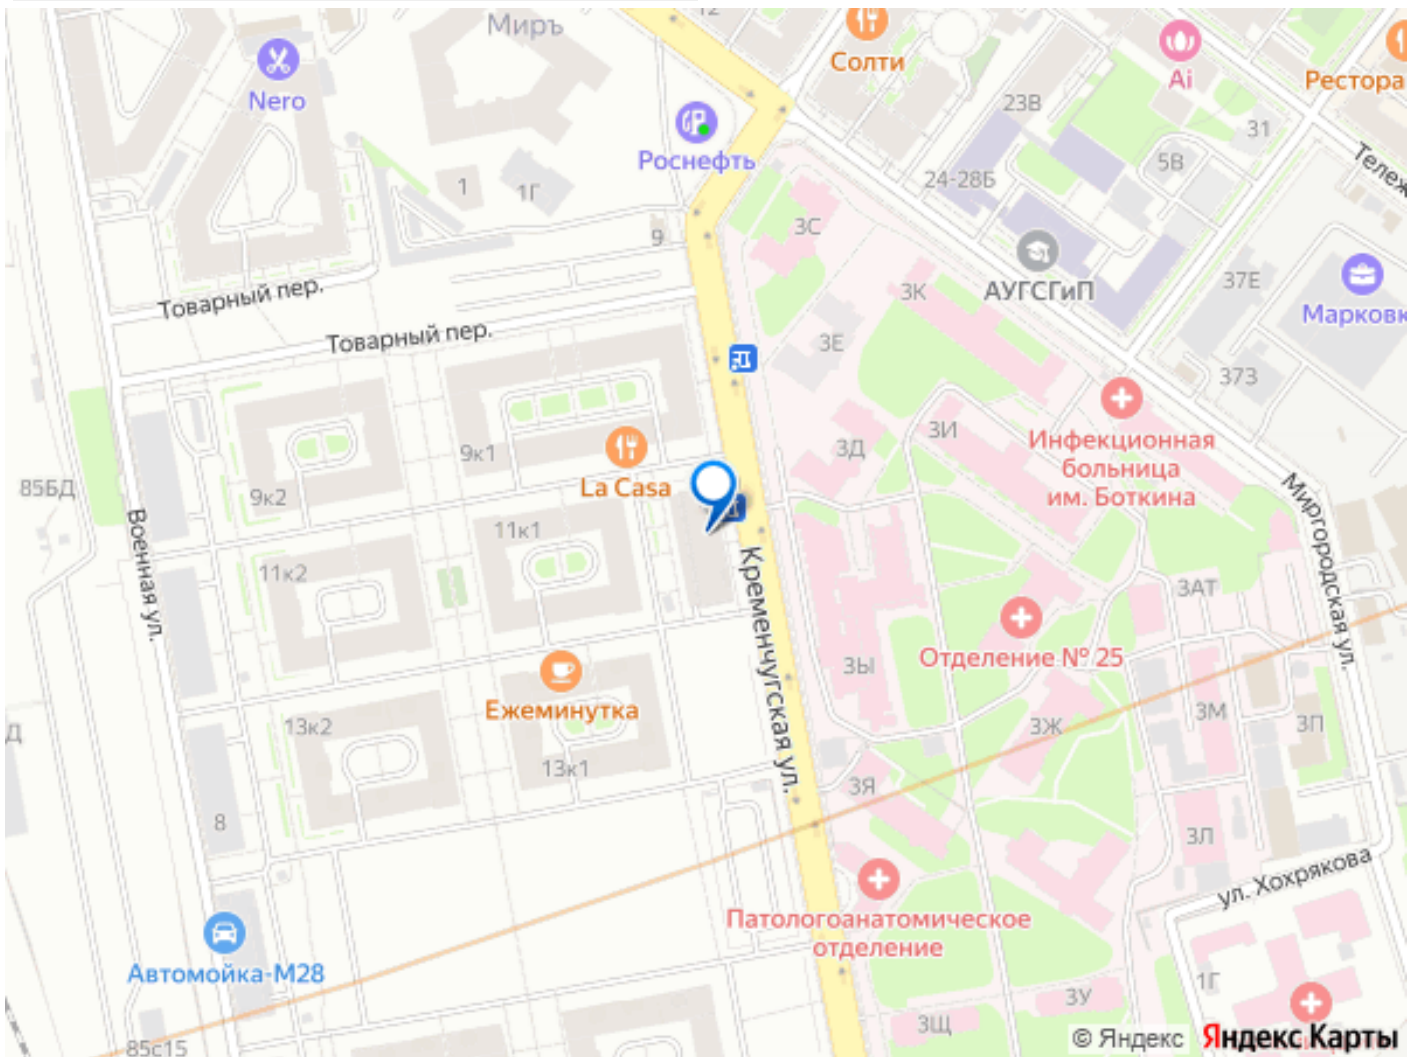 12
Миръ
Солти
Ai
Рестора
Nero
23В
31
Роснефть
5В
Тележ
24-28Б
1
1Г
3С
9
АУГСГиП
37Е
3К
Марковк
Товарный пер.
Товарный пер.
3Е
373
3И
3Д
Инфекционная
больница
им. Боткина
9к1
La Casa
85БД
9к2
11к1
Миргородская ул.
Военная ул.
11к2
Кременчугская ул.
3АТ
Отделение № 25
3Ы
Ежеминутка
3М
3П
3Ж
Д
13к2
13к1
3Я
8
3Л
ул. Хохрякова
Патологоанатомическое
отделение
Автомойка-М28
1Г
3У
3Щ
85с15
© Яндекс
Яндекс Карты